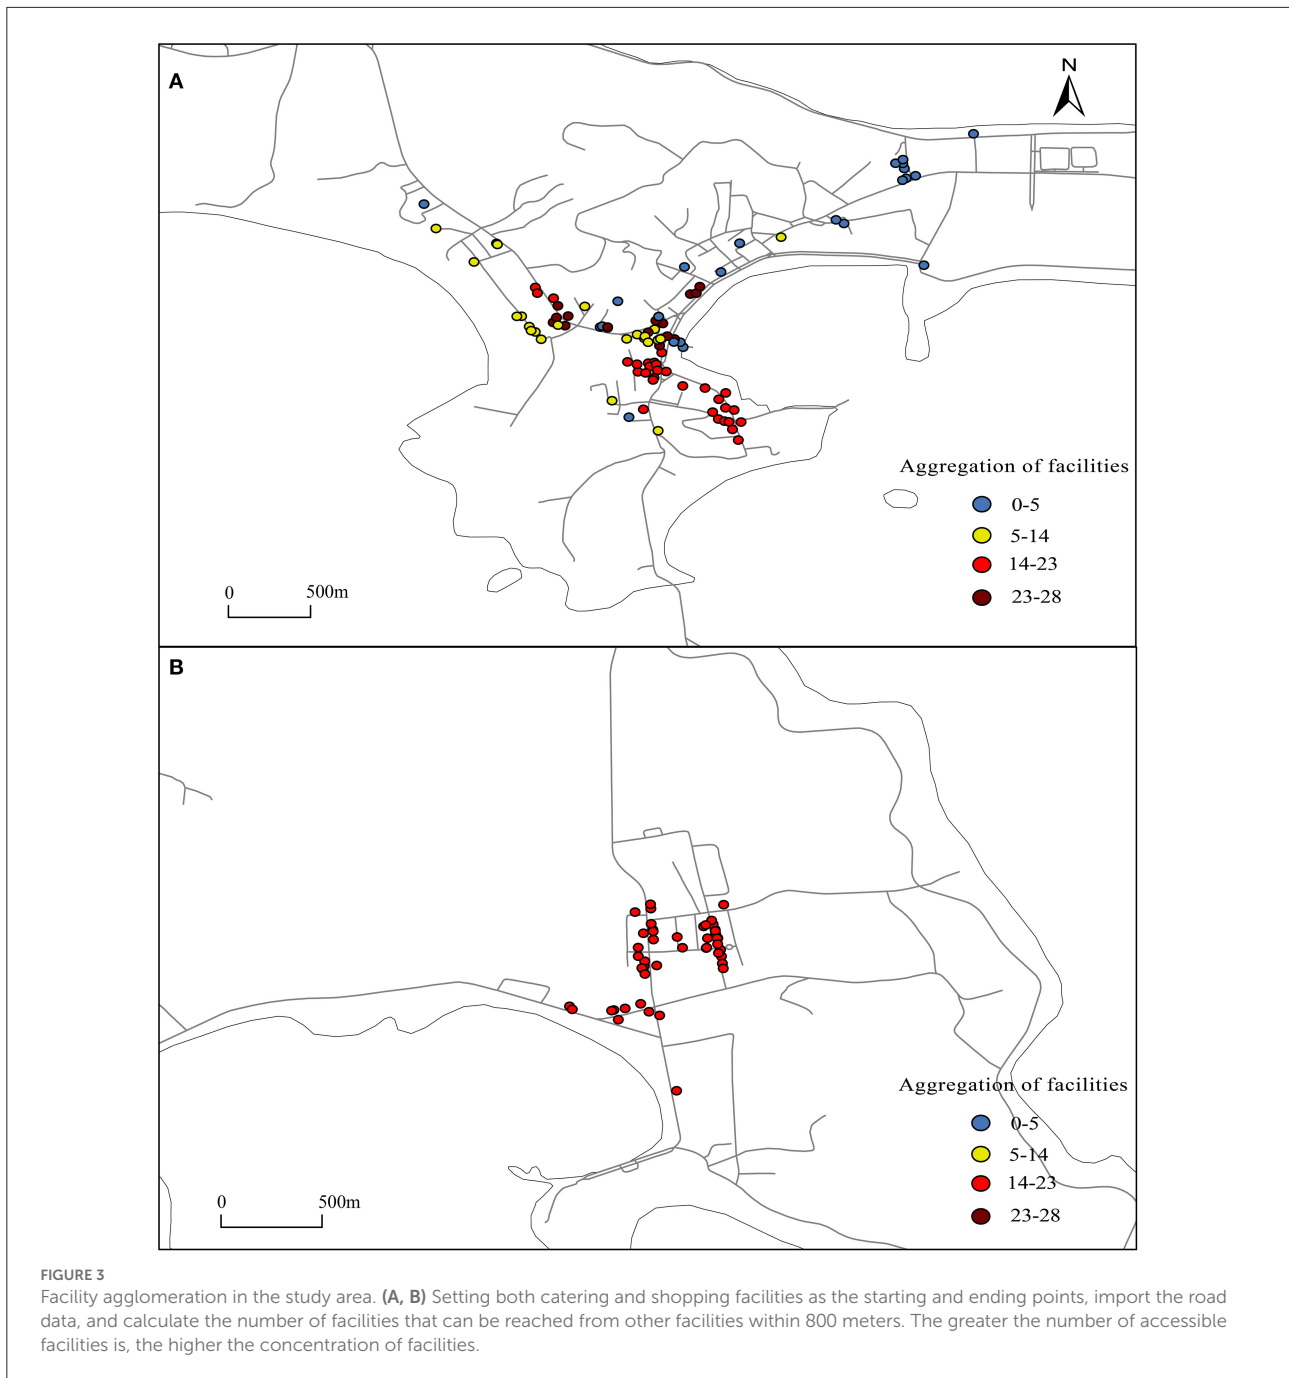 A
N
Aggregation of facilities
0-5
5-14
14-23
23-28
0 500m
B
Aggregation of facilities
0-5
5-14
14-23
23-28
0 500m
FIGURE 3
Facility agglomeration in the study area. (A, B) Setting both catering and shopping facilities as the starting and ending points, import the road
data, and calculate the number of facilities that can be reached from other facilities within 800 meters. The greater the number of accessible
facilities is, the higher the concentration of facilities.